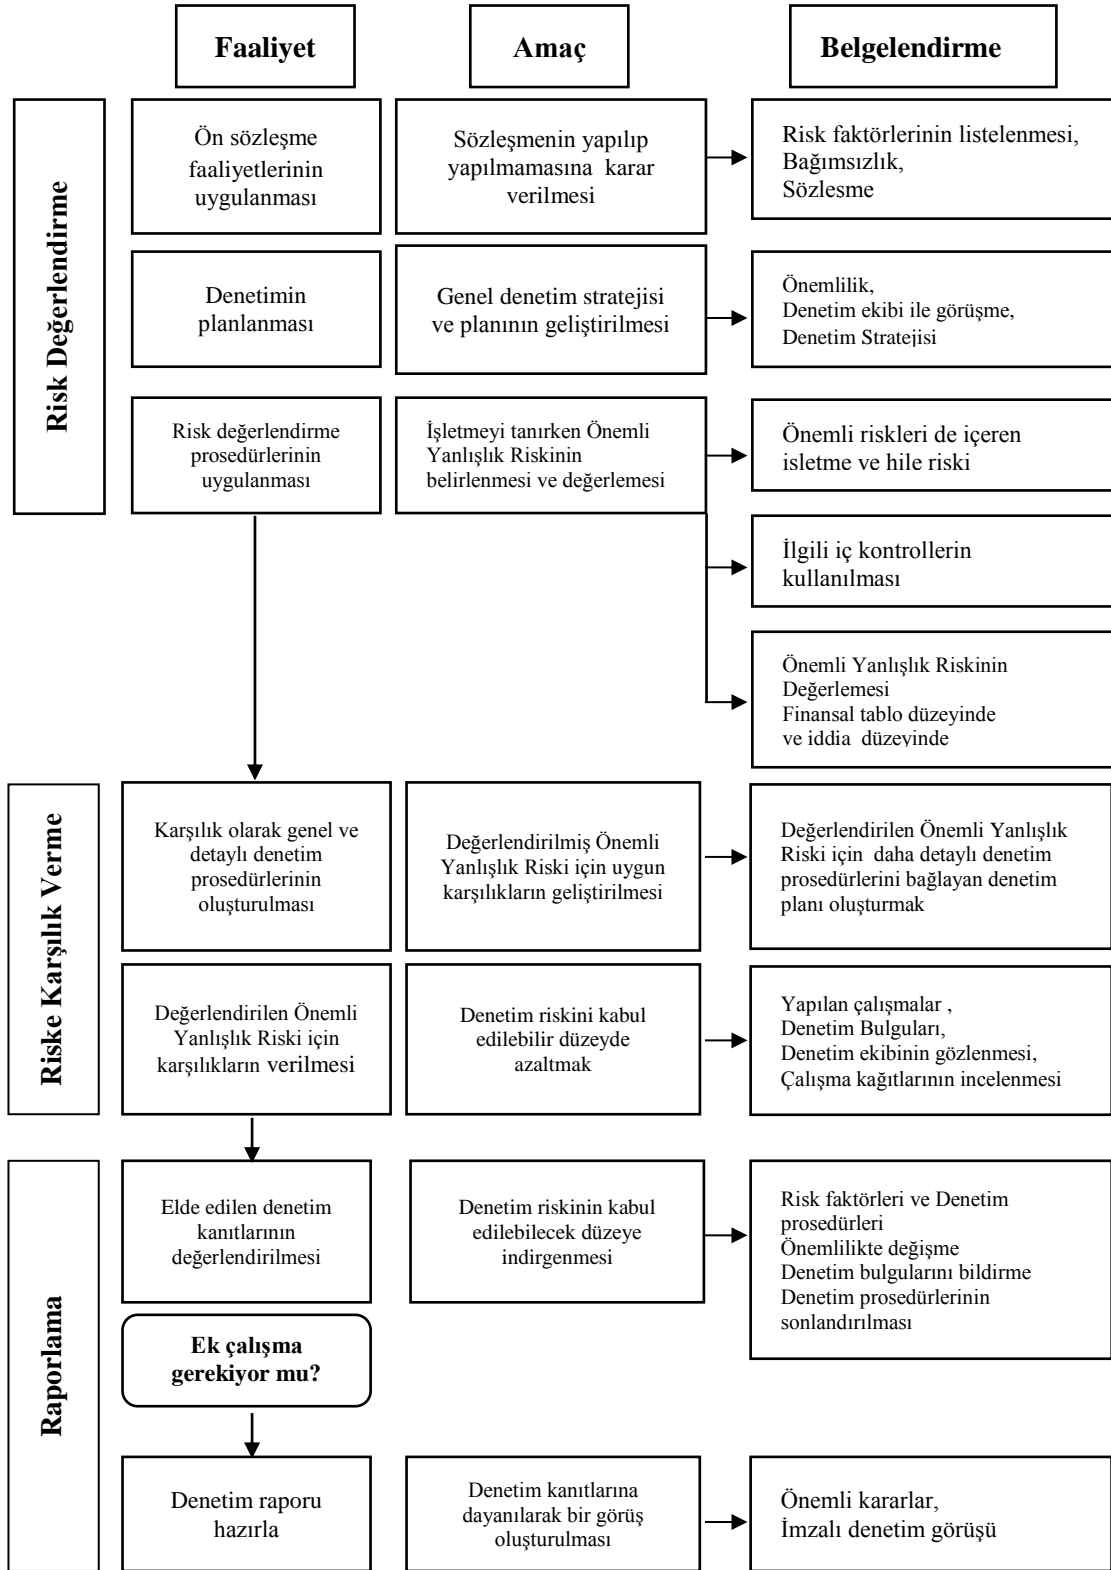 Faaliyet
Amaç
Belgelendirme
Risk Değerlendirme
Ön sözleşme
faaliyetlerinin
uygulanması
Sözleşmenin yapılıp
yapılmamasına karar
verilmesi
Risk faktörlerinin listelenmesi,
Bağımsızlık,
Sözlesme
Denetimin
planlanması
Genel denetim stratejisi
ve planının geliştirilmesi
Önemlilik,
Denetim ekibi ile görüşme,
Denetim Stratejisi
Risk değerlendirme
prosedürlerinin
uygulanması
İşletmeyi tanırken Önemli
Yanlışlık Riskinin
belirlenmesi ve değerlemesi
Önemli riskleri de içeren
isletme ve hile riski
İlgili iç kontrollerin
kullanılması
Önemli Yanlışlık Riskinin
Değerlemesi
Finansal tablo düzeyinde
ve iddia düzeyinde
Riske Karşılık Verme
Karşılık olarak genel ve
detaylı denetim
prosedürlerinin
oluşturulması
Değerlendirilmiş Önemli
Yanlışlık Riski için uygun
karşılıkların geliştirilmesi
Değerlendirilen Önemli Yanlışlık
Riski için daha detaylı denetim
prosedürlerini bağlayan denetim
planı oluşturmak
Değerlendirilen Önemli
Yanlışlık Riski için
karşılıkların verilmesi
Denetim riskini kabul
edilebilir düzeyde
azaltmak
Yapılan çalışmalar ,
Denetim Bulguları,
Denetim ekibinin gözlenmesi,
Çalışma kağıtlarının incelenmesi
Raporlama
Elde edilen denetim
kanıtlarının
değerlendirilmesi
Denetim riskinin kabul
edilebilecek düzeye
indirgenmesi
Risk faktörleri ve Denetim
prosedürleri
Önemlilikte değişme
Denetim bulgularını bildirme
Denetim prosedürlerinin
sonlandırılması
Ek çalışma
gerekiyor mu?
Denetim raporu
hazırla
Denetim kanıtlarına
dayanılarak bir görüş
oluşturulması
Önemli kararlar,
İmzalı denetim görüşü